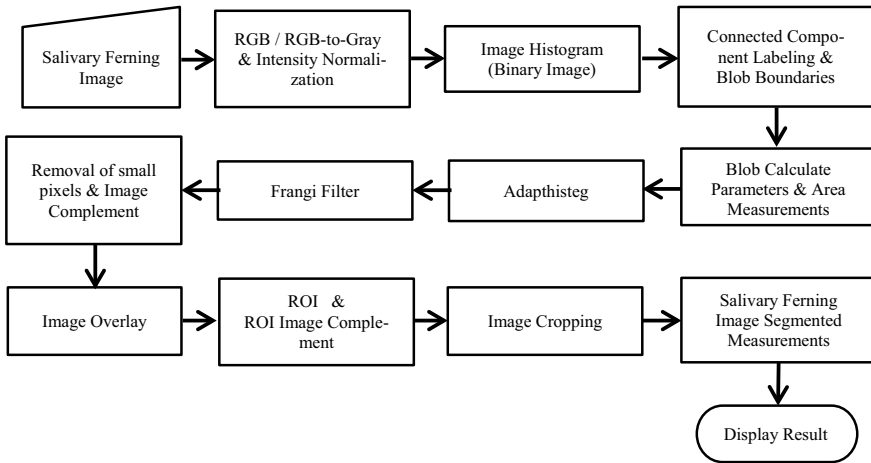 Salivary Ferning
Image
RGB / RGB-to-Gray
& Intensity Normali-
zation
Image Histogram
(Binary Image)
Connected Compo-
nent Labeling &
Blob Boundaries
Blob Calculate
Parameters & Area
Measurements
Adapthisteg
Frangi Filter
Removal of small
pixels & Image
Complement
Image Overlay
ROI & 
ROI Image Comple-
ment
Image Cropping
Salivary Ferning
Image Segmented
Measurements
Display Result